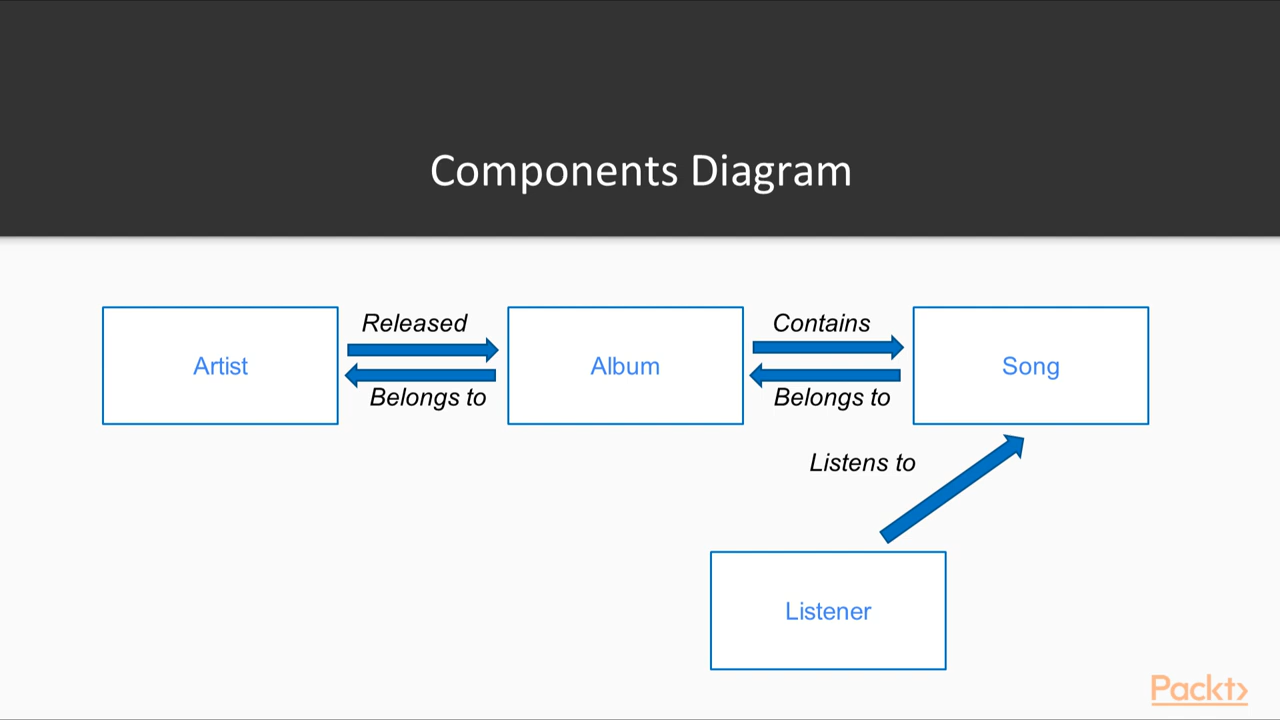 Components Diagram
Released
Contains
Artist
Album
Song
Belongs to
Belongs to
Listens to
Listener
Packt>